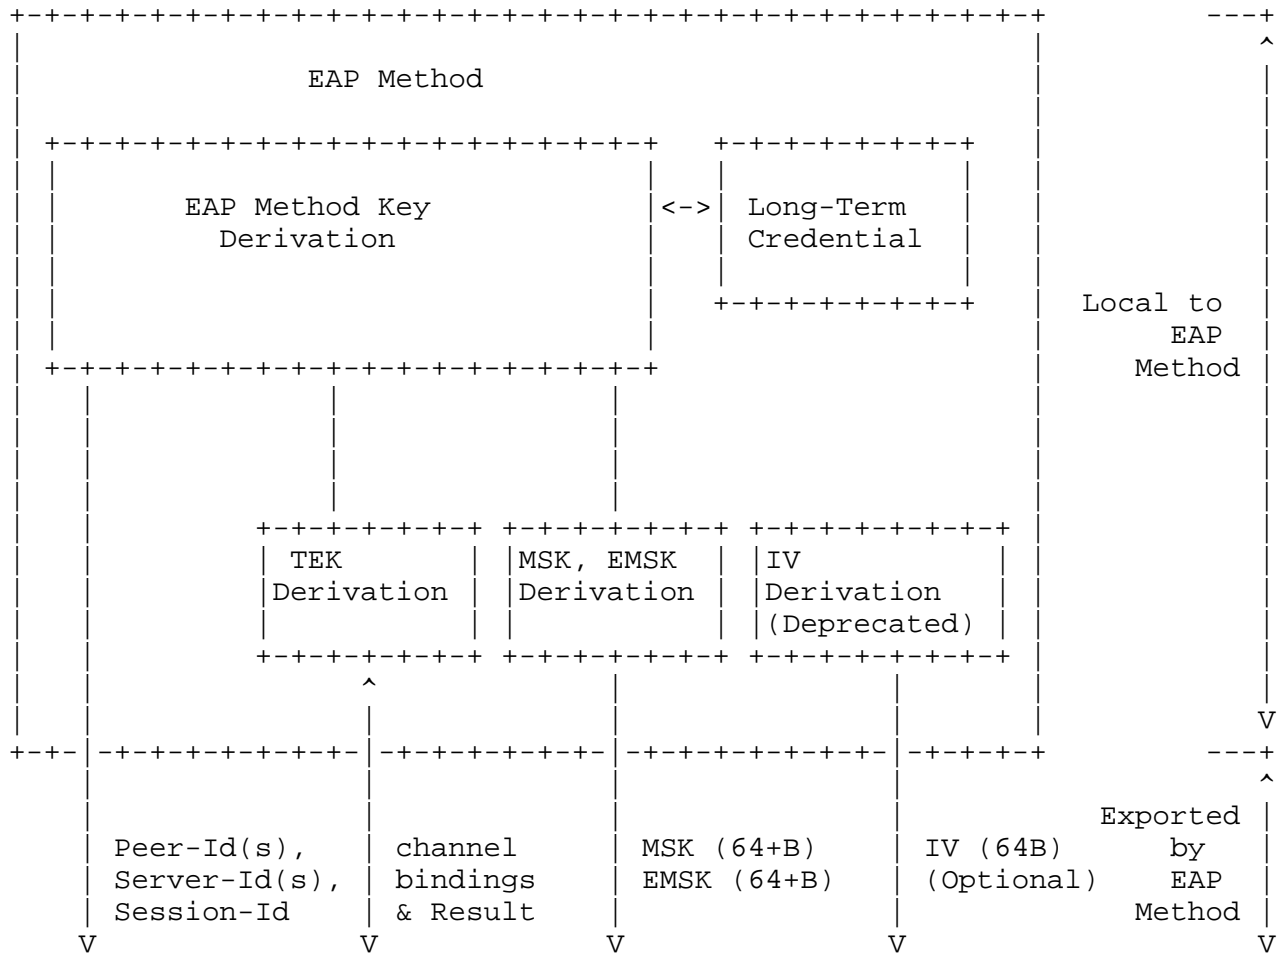 EAP Method
EAP Method Key
Derivation
Long-Term
Credential
Local to
EAP
Method
TEK
Derivation
MSK, EMSK
Derivation
IV
Derivation
(Deprecated)
Peer-Id(s),
Server-Id(s),
Session-Id
channel
bindings
& Result
MSK (64+B)
EMSK (64+B)
IV (64B)
(Optional)
Exported
by
EAP
Method